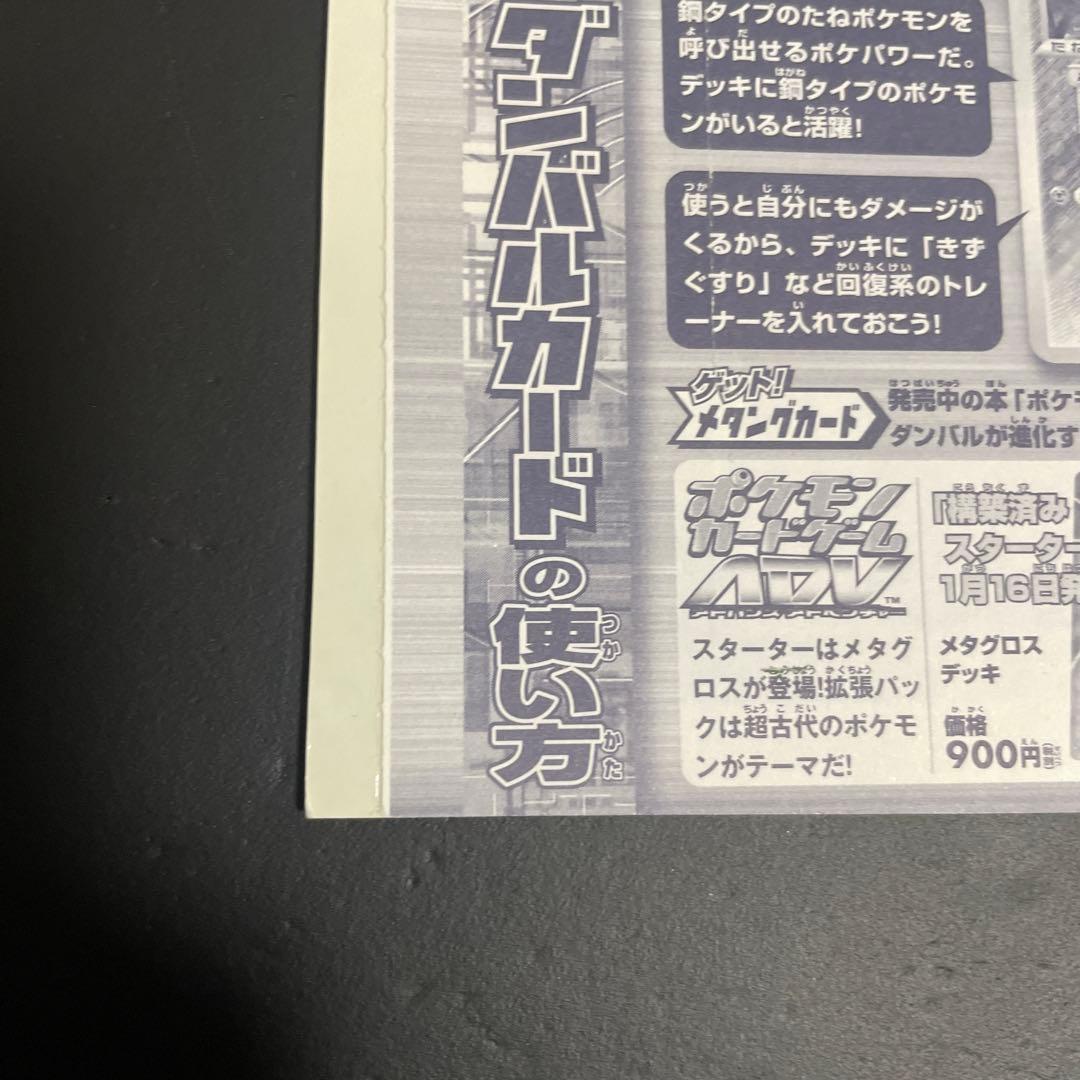 ダンバルカードの使い方
つか
かた
鋼タイプのたねポケモンを
呼び出せるポケパワーだ。
デッキに鋼タイプのポケモ
ンがいると活躍!
使うと自分にもダメージが
くるから、デッキに「きず
ぐすり」など回復系のトレ
ーナーを入れておこう!
ゲット!
メタングカード
発売中の本「ポケモ
ダンバルが進化す
ポケモン
カードゲーム
ADV™
スターターはメタグ
ロスが登場!拡張パッ
クは超古代のポケモ
ンがテーマだ!
「構築済み
スターター
1月16日発
メタグロス
デッキ
価格
900円